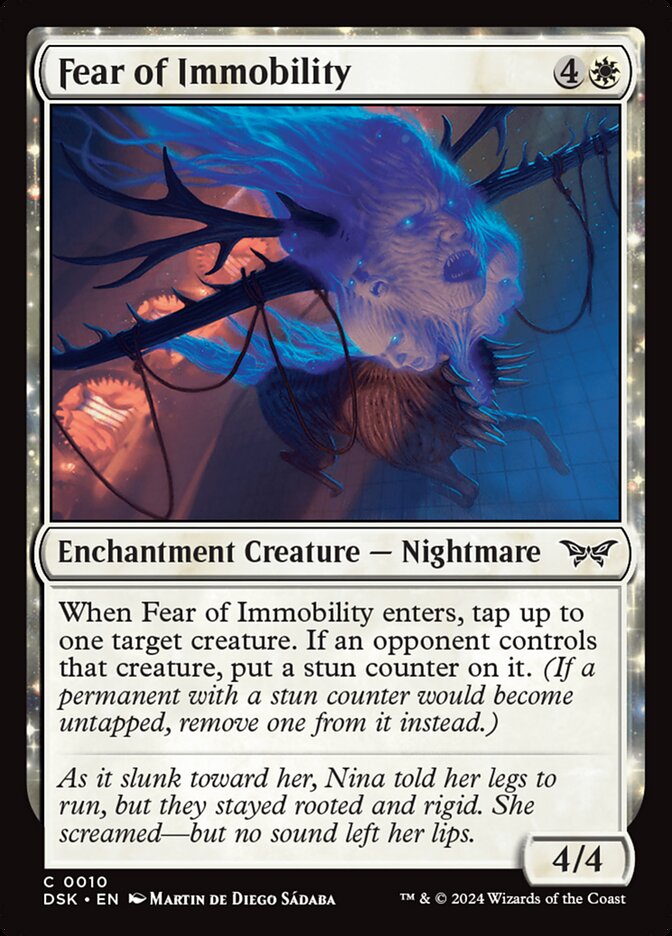 Fear of Immobility
4
Enchantment Creature — Nightmare
When Fear of Immobility enters, tap up to
one target creature. If an opponent controls
that creature, put a stun counter on it. (If a
permanent with a stun counter would become
untapped, remove one from it instead.)
As it slunk toward her, Nina told her legs to
run, but they stayed rooted and rigid. She
screamed—but no sound left her lips.
4/4
C 0010
DSK • EN Martin de Diego Sádaba
™ & © 2024 Wizards of the Coast